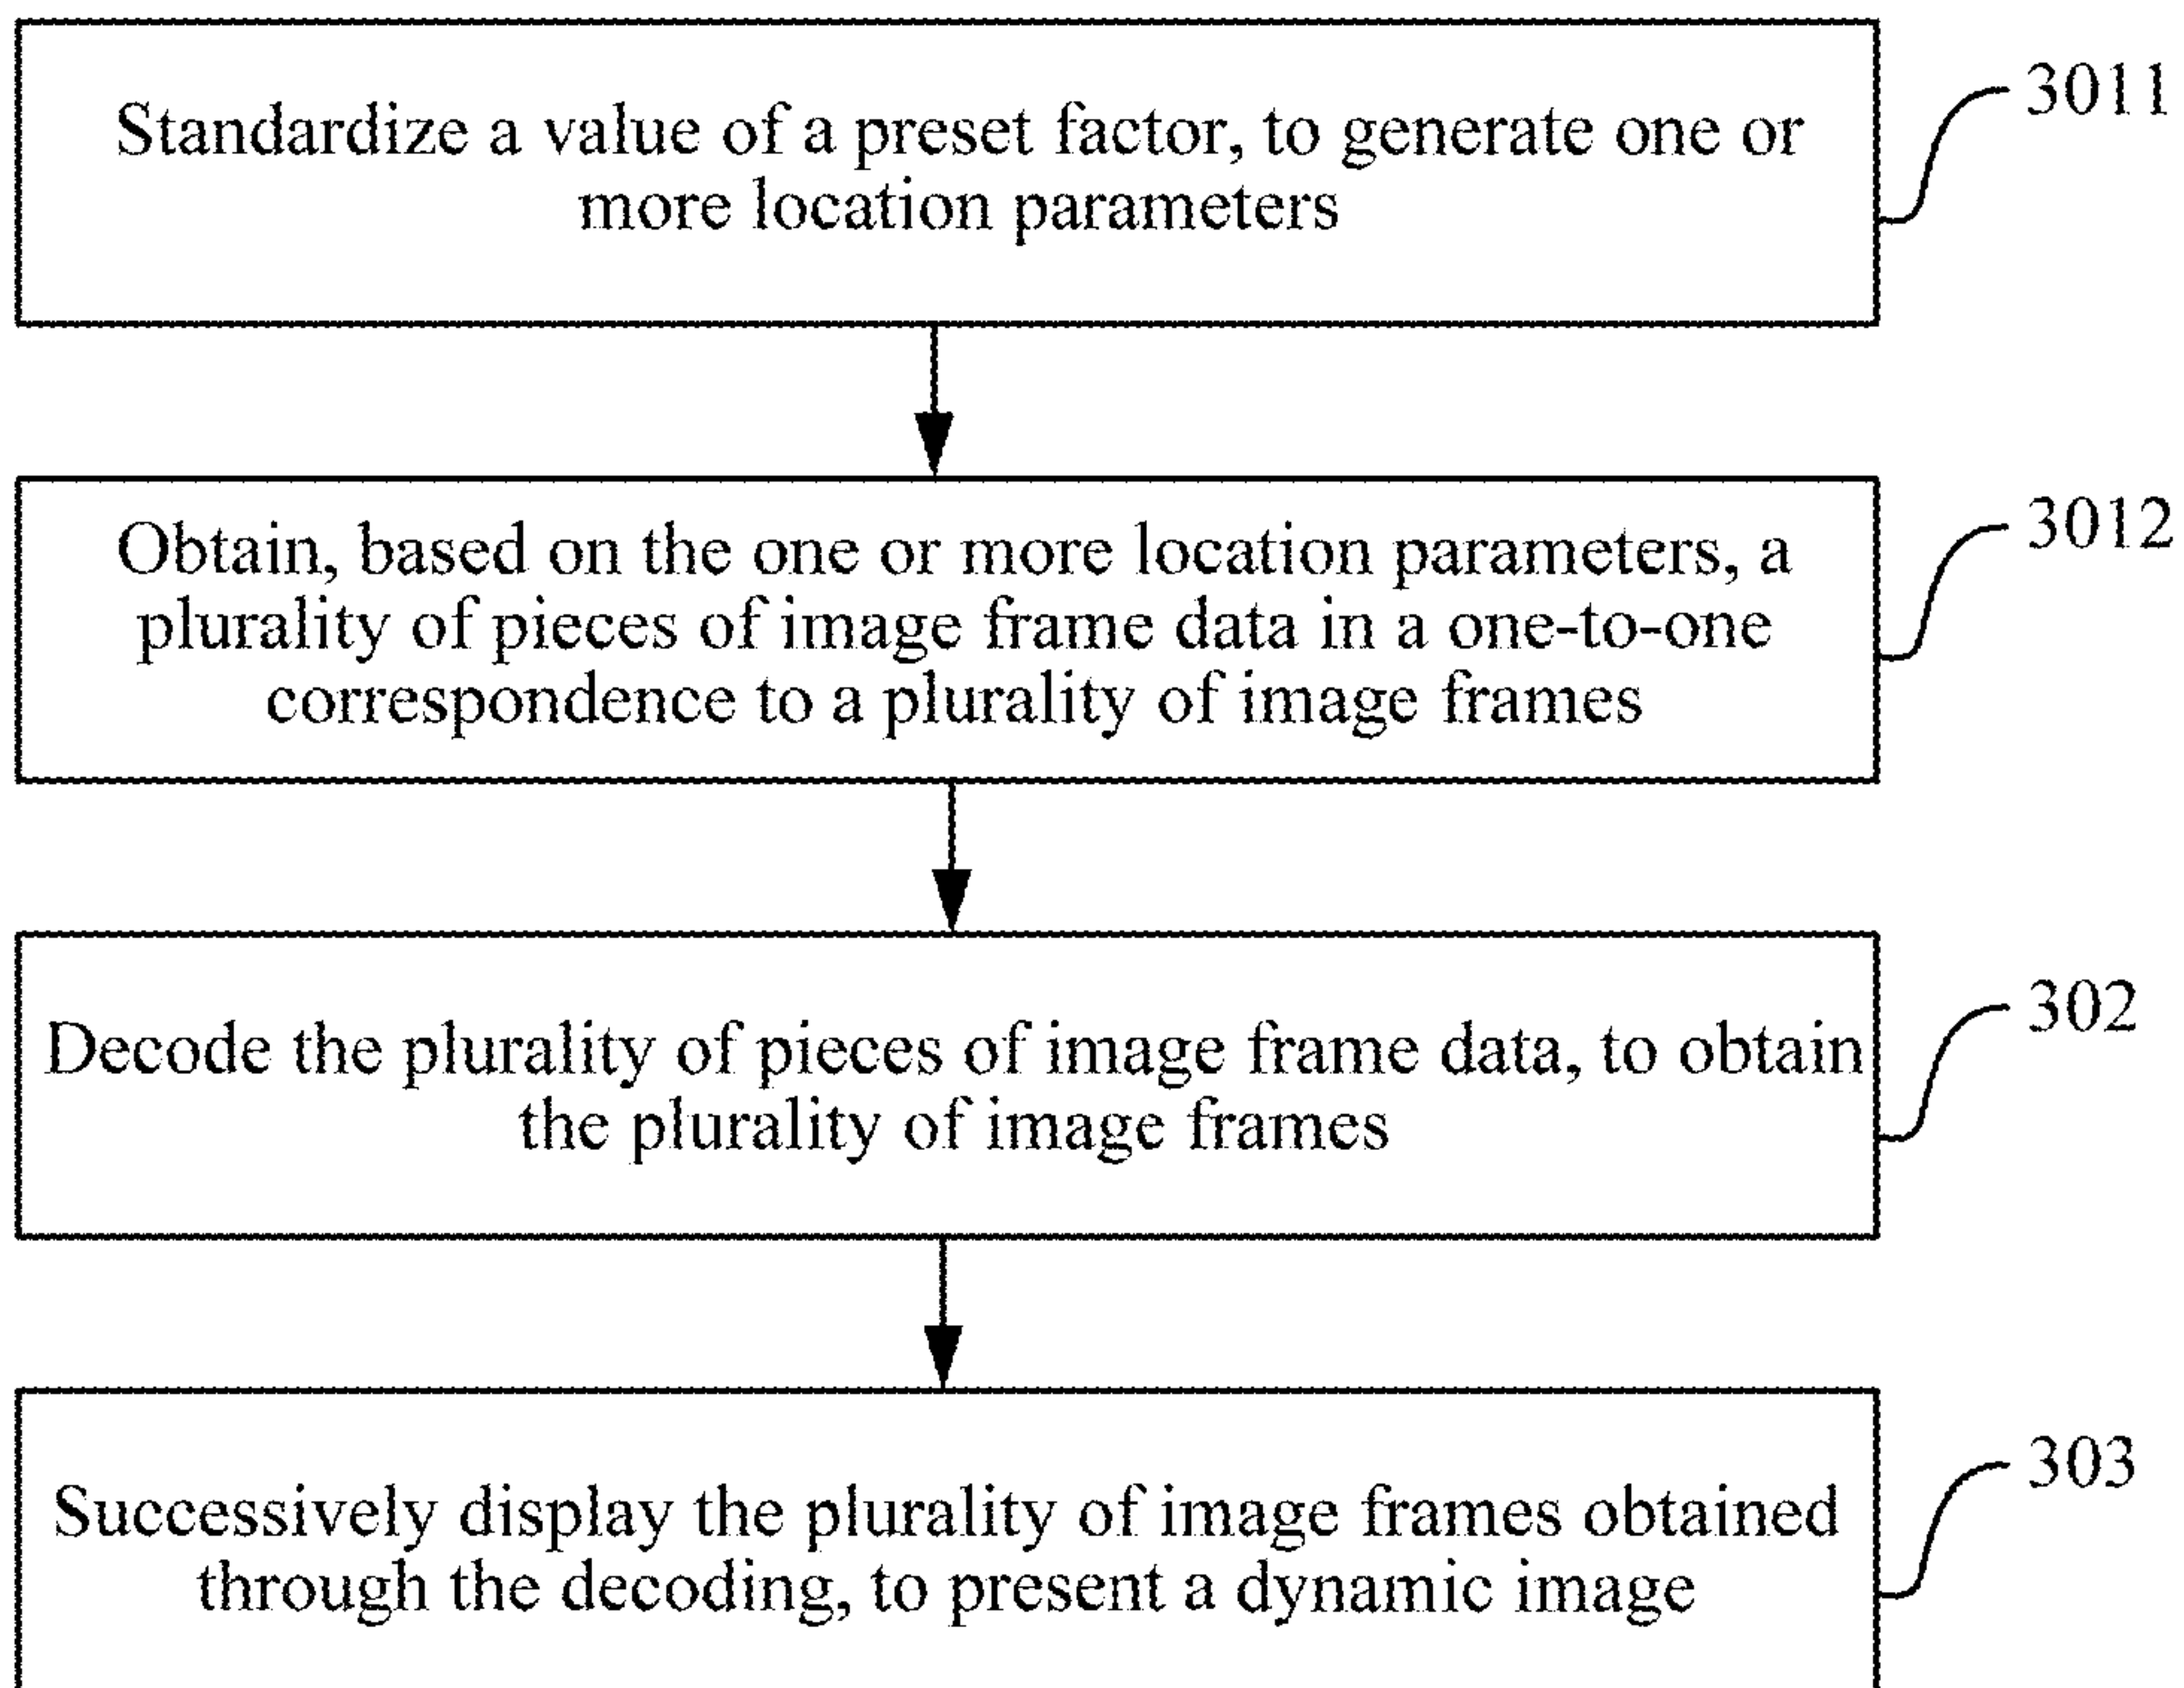 Standardize a value of a preset factor, to generate one or
more location parameters
3011
Obtain, based on the one or more location parameters, a
plurality of pieces of image frame data in a one-to-one
correspondence to a plurality of image frames
3012
Decode the plurality of pieces of image frame data, to obtain
the plurality of image frames
302
Successively display the plurality of image frames obtained
through the decoding, to present a dynamic image
303